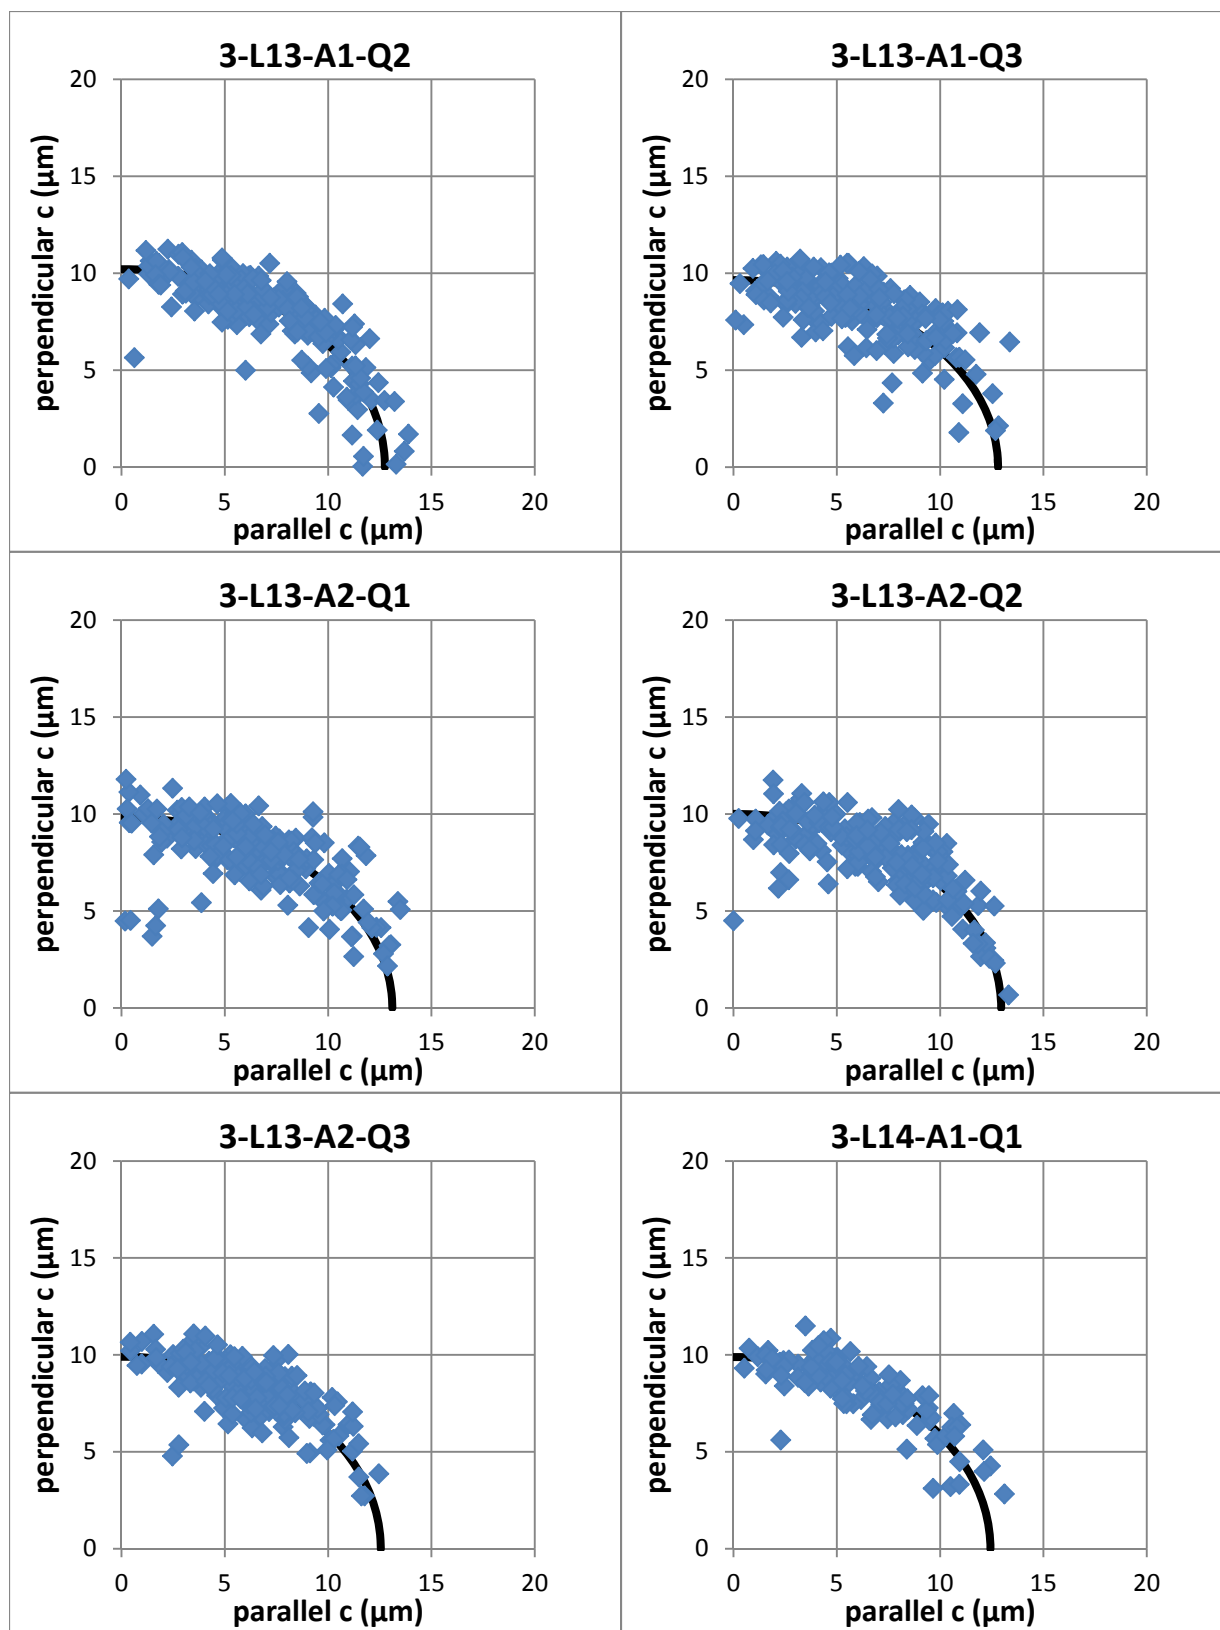 3-L13-A1-Q2
20
15
10
5
0
perpendicular c (µm)
0 5 10 15 20
parallel c (µm)
3-L13-A1-Q3
20
15
10
5
0
perpendicular c (µm)
0 5 10 15 20
parallel c (µm)
3-L13-A2-Q1
20
15
10
5
0
perpendicular c (µm)
0 5 10 15 20
parallel c (µm)
3-L13-A2-Q2
20
15
10
5
0
perpendicular c (µm)
0 5 10 15 20
parallel c (µm)
3-L13-A2-Q3
20
15
10
5
0
perpendicular c (µm)
0 5 10 15 20
parallel c (µm)
3-L14-A1-Q1
20
15
10
5
0
perpendicular c (µm)
0 5 10 15 20
parallel c (µm)